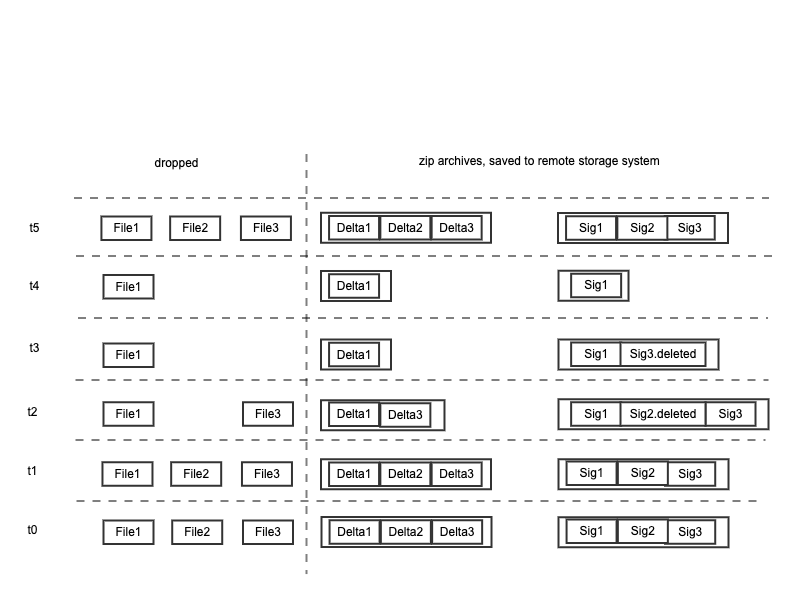 dropped zip archives, saved to remote storage system
t5 File1 File2 File3 Delta1 Delta2 Delta3 Sig1 Sig2 Sig3
t4 File1 Delta1 Sig1
t3 File1 Delta1 Sig1 Sig3.deleted
t2 File1 File3 Delta1 Delta3 Sig1 Sig2.deleted Sig3
t1 File1 File2 File3 Delta1 Delta2 Delta3 Sig1 Sig2 Sig3
t0 File1 File2 File3 Delta1 Delta2 Delta3 Sig1 Sig2 Sig3